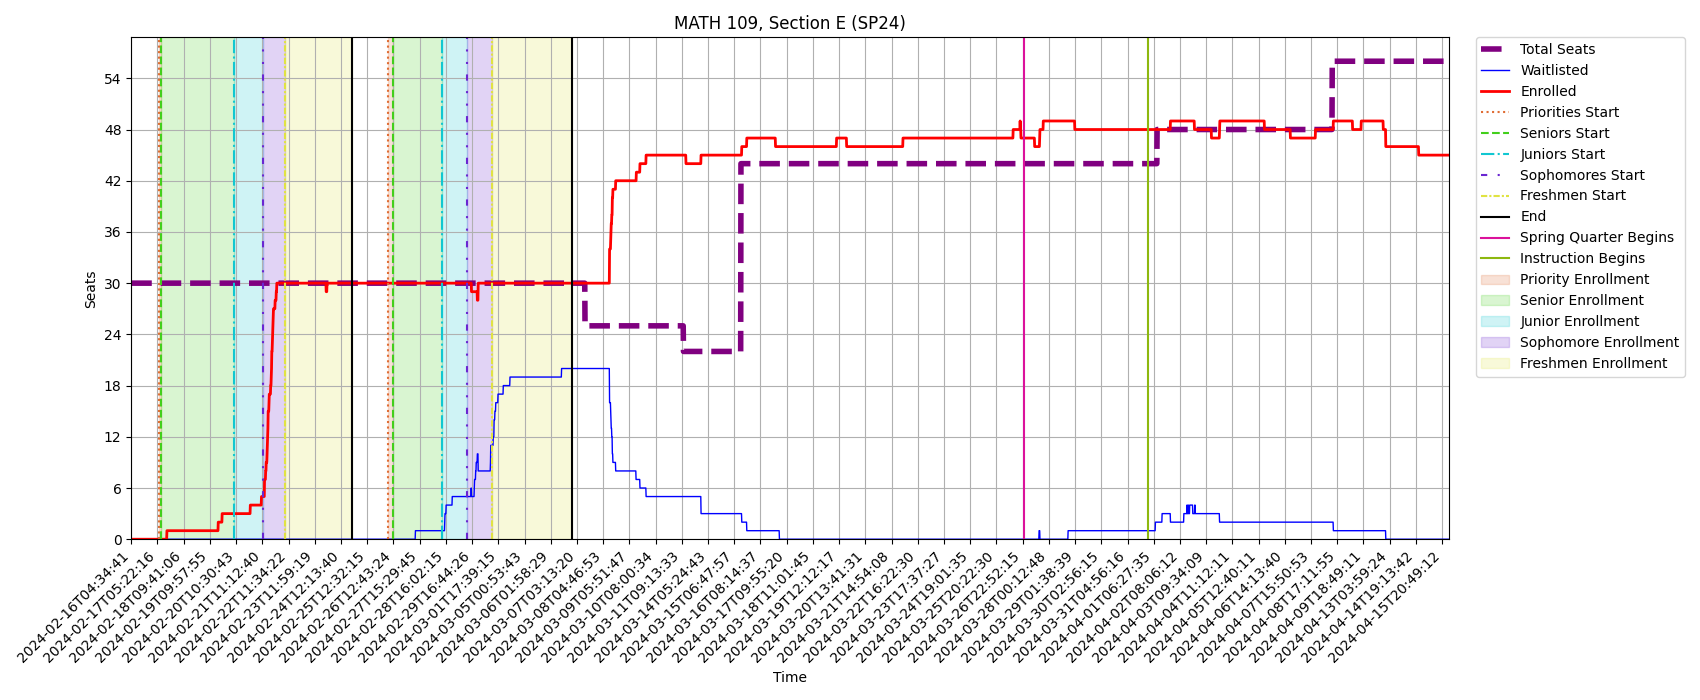 MATH 109, Section E (SP24)
Seats
54
48
42
36
30
24
18
12
6
0
2024-02-16T04:34:41
2024-02-17T05:22:16
2024-02-18T09:41:06
2024-02-19T09:57:55
2024-02-20T10:30:43
2024-02-21T11:12:40
2024-02-22T11:34:22
2024-02-23T11:59:19
2024-02-24T12:13:40
2024-02-25T12:32:15
2024-02-26T12:43:24
2024-02-27T15:29:45
2024-02-28T16:02:15
2024-02-29T16:44:26
2024-03-01T17:39:15
2024-03-05T00:53:43
2024-03-06T01:58:29
2024-03-07T03:13:20
2024-03-08T04:46:53
2024-03-09T05:51:47
2024-03-10T08:00:34
2024-03-11T09:13:33
2024-03-14T05:24:43
2024-03-15T06:47:57
2024-03-16T08:14:37
2024-03-17T09:55:20
2024-03-18T11:01:45
2024-03-19T12:12:17
2024-03-20T13:41:31
2024-03-21T14:54:08
2024-03-22T16:22:30
2024-03-23T17:37:27
2024-03-24T19:01:35
2024-03-25T20:22:30
2024-03-26T22:52:15
2024-03-28T00:12:48
2024-03-29T01:38:39
2024-03-30T02:56:15
2024-03-31T04:56:16
2024-04-01T06:27:35
2024-04-02T08:06:12
2024-04-03T09:34:09
2024-04-04T11:12:11
2024-04-05T12:40:11
2024-04-06T14:13:40
2024-04-07T15:50:53
2024-04-08T17:11:55
2024-04-09T18:49:11
2024-04-13T03:59:24
2024-04-14T19:13:42
2024-04-15T20:49:12
Time
Total Seats
Waitlisted
Enrolled
Priorities Start
Seniors Start
Juniors Start
Sophomores Start
Freshmen Start
End
Spring Quarter Begins
Instruction Begins
Priority Enrollment
Senior Enrollment
Junior Enrollment
Sophomore Enrollment
Freshmen Enrollment